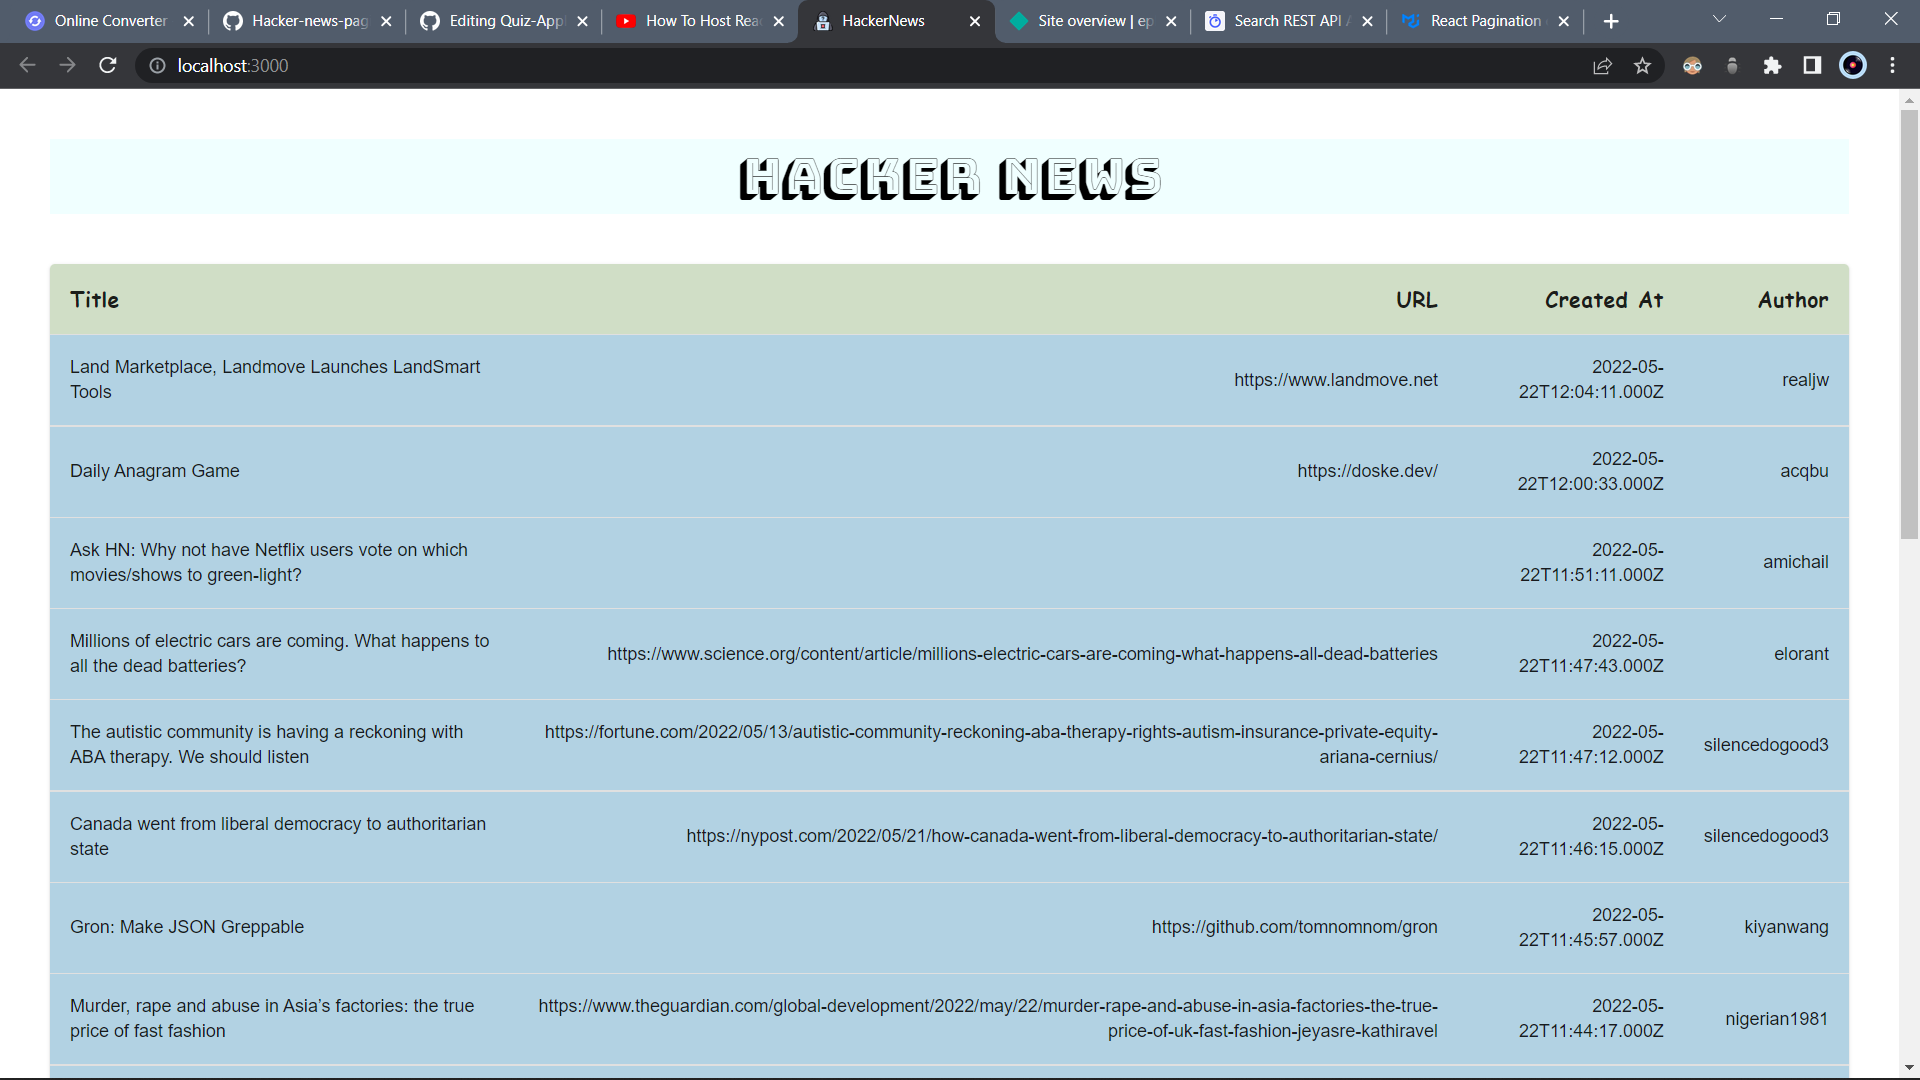 Online Converter
Hacker-news-pag
Editing Quiz-App
How To Host Rea
HackerNews
Site overview | ep
Search REST API
React Pagination
localhost:3000
HACKER NEWS
Title URL Created At Author
Land Marketplace, Landmove Launches LandSmart
Tools
https://www.landmove.net
2022-05-
22T12:04:11.000Z
realjw
Daily Anagram Game
https://doske.dev/
2022-05-
22T12:00:33.000Z
acqbu
Ask HN: Why not have Netflix users vote on which
movies/shows to green-light?
2022-05-
22T11:51:11.000Z
amichail
Millions of electric cars are coming. What happens to
all the dead batteries?
https://www.science.org/content/article/millions-electric-cars-are-coming-what-happens-all-dead-batteries
2022-05-
22T11:47:43.000Z
elorant
The autistic community is having a reckoning with
ABA therapy. We should listen
https://fortune.com/2022/05/13/autistic-community-reckoning-aba-therapy-rights-autism-insurance-private-equity-
ariana-cernius/
2022-05-
22T11:47:12.000Z
silencedogood3
Canada went from liberal democracy to authoritarian
state
https://nypost.com/2022/05/21/how-canada-went-from-liberal-democracy-to-authoritarian-state/
2022-05-
22T11:46:15.000Z
silencedogood3
Gron: Make JSON Greppable
https://github.com/tomnomnom/gron
2022-05-
22T11:45:57.000Z
kiyanwang
Murder, rape and abuse in Asia’s factories: the true
price of fast fashion
https://www.theguardian.com/global-development/2022/may/22/murder-rape-and-abuse-in-asia-factories-the-true-
price-of-uk-fast-fashion-jeyasre-kathiravel
2022-05-
22T11:44:17.000Z
nigerian1981